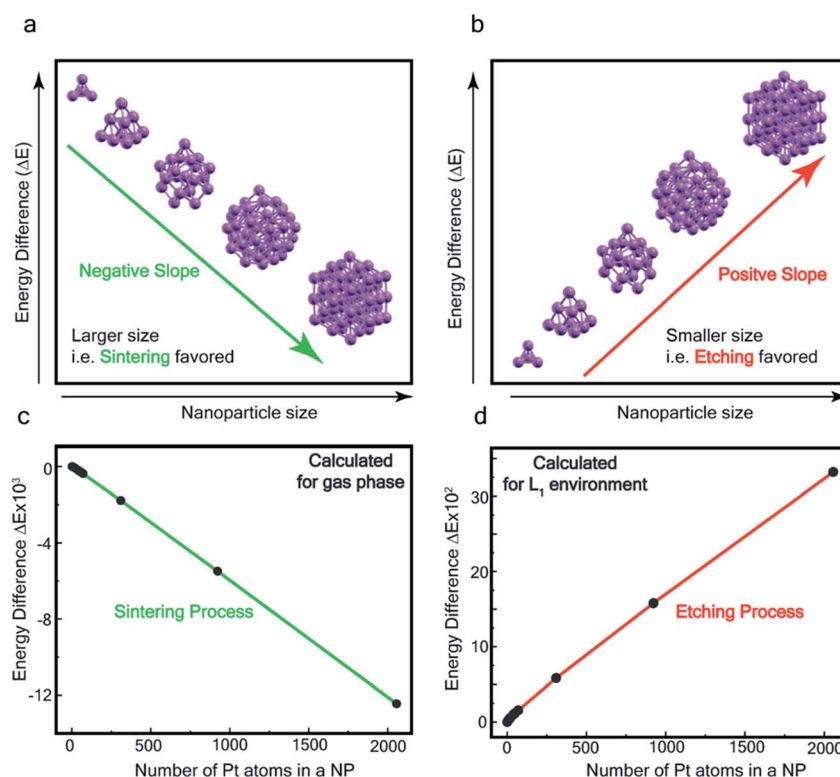 a
Energy Difference (ΔE)
Negative Slope
Larger size
i.e. Sintering favored
Nanoparticle size
b
Energy Difference (ΔE)
Positve Slope
Smaller size
i.e. Etching favored
Nanoparticle size
c
Energy Difference ΔEx10³
0
-4
-8
-12
Calculated
for gas phase
Sintering Process
0
500
1000
1500
2000
Number of Pt atoms in a NP
d
Energy Difference ΔEx10²
30
20
10
0
Calculated
for L₁ environment
Etching Process
0
500
1000
1500
2000
Number of Pt atoms in a NP